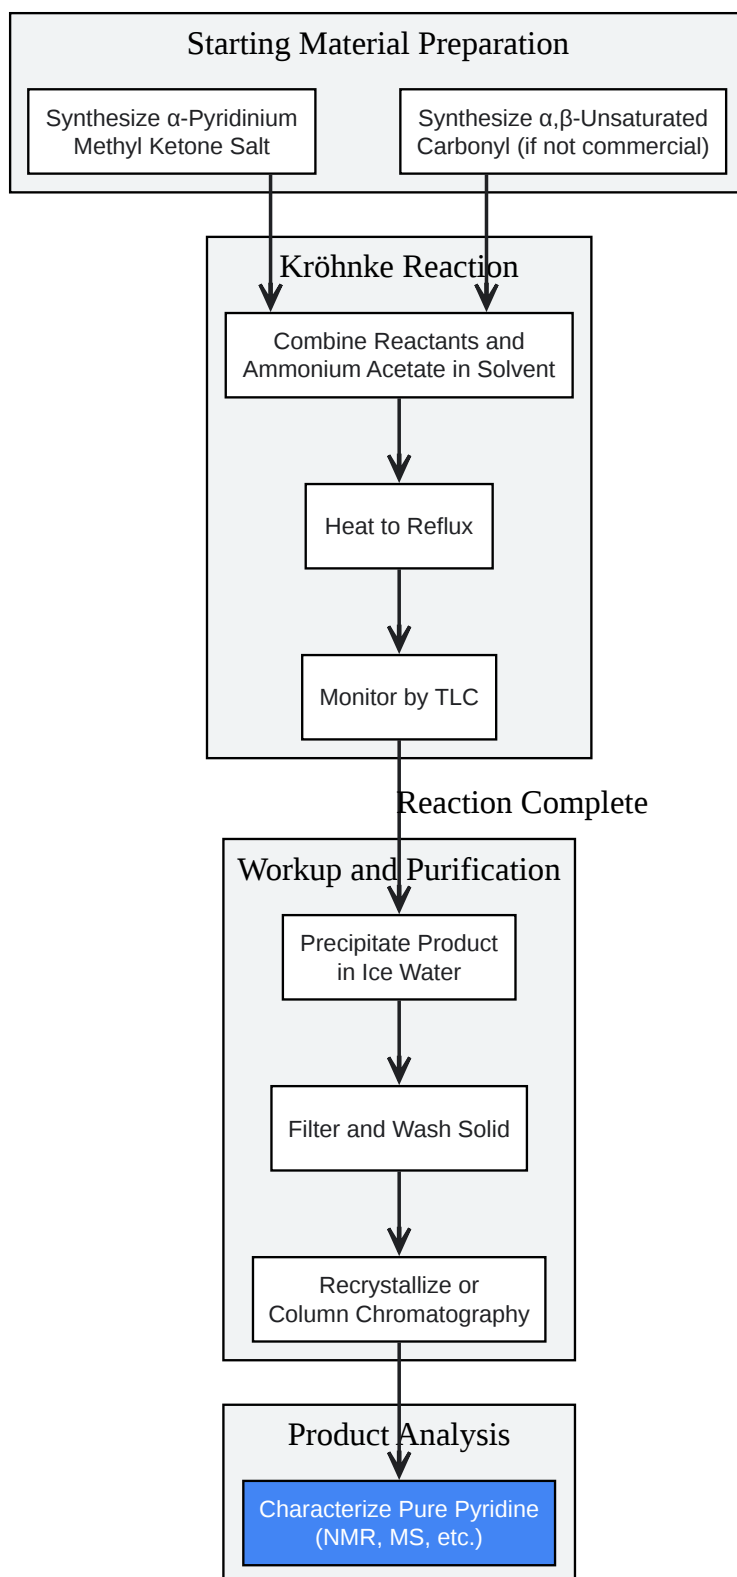 Starting Material Preparation
Synthesize α-Pyridinium
Methyl Ketone Salt
Synthesize α,β-Unsaturated
Carbonyl (if not commercial)
Kröhnke Reaction
Combine Reactants and
Ammonium Acetate in Solvent
Heat to Reflux
Monitor by TLC
Reaction Complete
Workup and Purification
Precipitate Product
in Ice Water
Filter and Wash Solid
Recrystallize or
Column Chromatography
Product Analysis
Characterize Pure Pyridine
(NMR, MS, etc.)